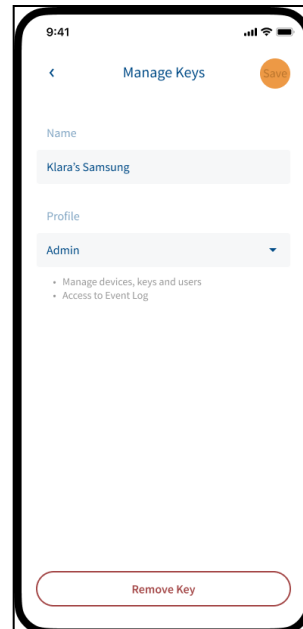 9:41
Manage Keys
Save
Name
Klara's Samsung
Profile
Admin
• Manage devices, keys and users
• Access to Event Log
Remove Key